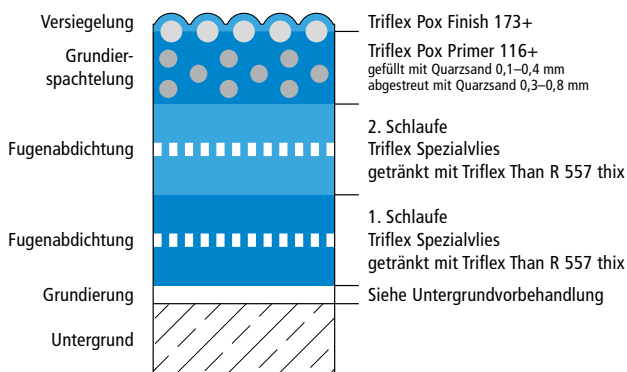 Versiegelung
Triflex Pox Finish 173+
Grundier-
spachtelung
Triflex Pox Primer 116+
gefüllt mit Quarzsand 0,1–0,4 mm
abgestreut mit Quarzsand 0,3–0,8 mm
Fugenabdichtung
2. Schlaufe
Triflex Spezialvlies
getränkt mit Triflex Than R 557 thix
Fugenabdichtung
1. Schlaufe
Triflex Spezialvlies
getränkt mit Triflex Than R 557 thix
Grundierung
Siehe Untergrundvorbehandlung
Untergrund